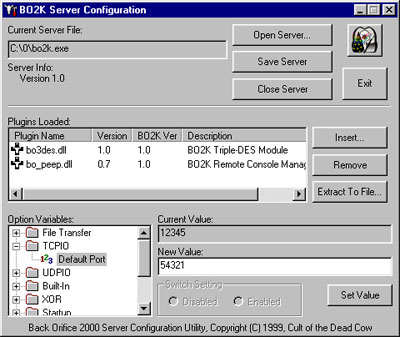 BO2K Server Configuration
Current Server File:
C:\0\bo2k.exe
Open Server...
Server Info:
Version 1.0
Save Server
Close Server
Exit
Plugins Loaded:
Plugin Name Version BO2K Ver Description
bo3des.dll 1.0 1.0 BO2K Triple-DES Module
bo_peep.dll 0.7 1.0 BO2K Remote Console Manag
Insert...
Remove
Extract To File...
Option Variables:
File Transfer
TCPIO
123 Default Port
UDPIO
Built-In
XOR
Startup
Current Value:
12345
New Value:
54321
Switch Setting
Disabled Enabled
Set Value
Back Orifice 2000 Server Configuration Utility, Copyright (C) 1999, Cult of the Dead Cow